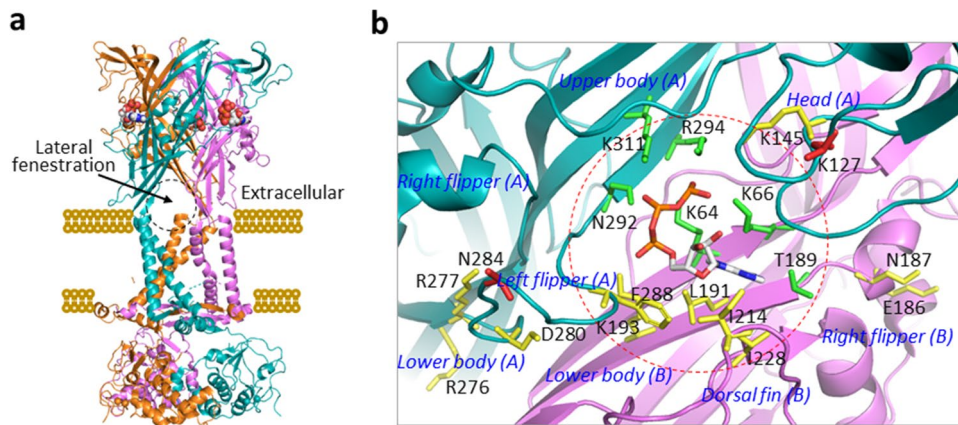 a
Lateral
fenestration
Extracellular
b
Upper body (A)
Head (A)
K311
R294
K145
K127
Right flipper (A)
N292
K64
K66
N284
R277
Left flipper (A)
T189
N187
F288
L191
E186
K193
I214
D280
Right flipper (B)
Lower body (A)
Lower body (B)
I228
R276
Dorsal fin (B)